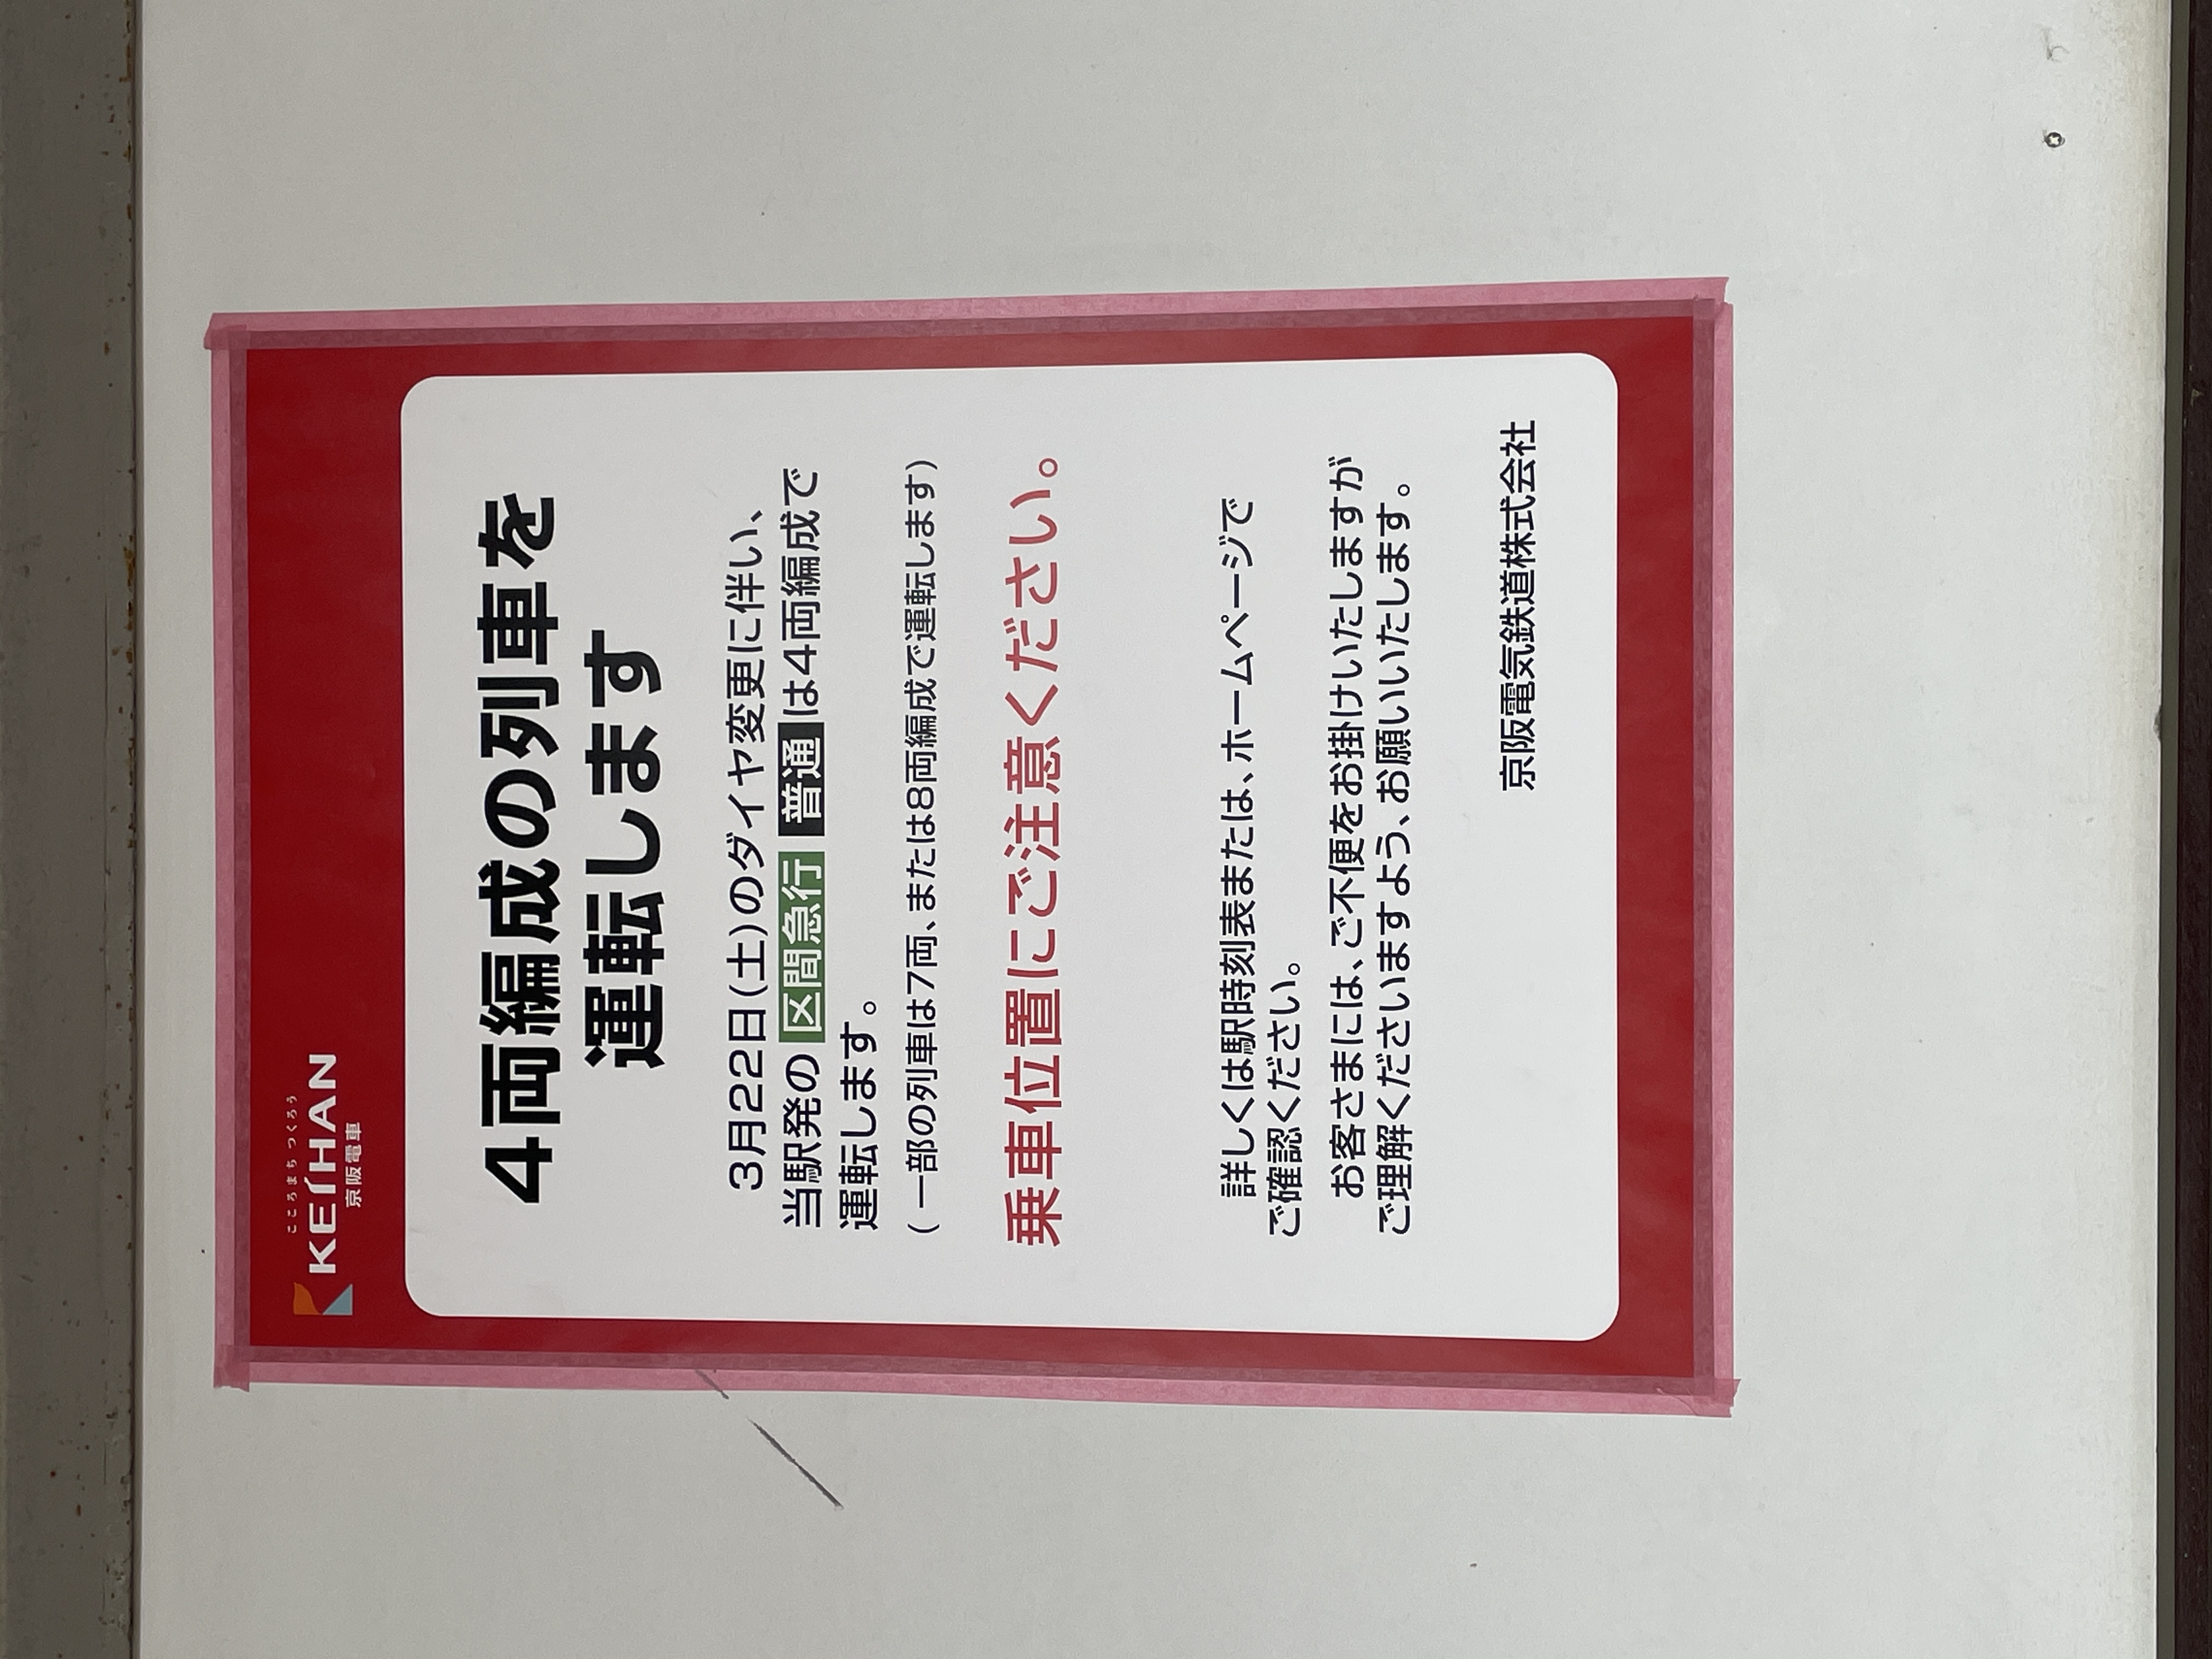 こころまち つくろう
KEIHAN
京阪電車
4両編成の列車を
運転します
3月22日(土)のダイヤ変更に伴い、
当駅発の 区間急行 普通 は4両編成で
運転します。
(一部の列車は7両、または8両編成で運転します)
乗車位置にご注意ください。
詳しくは駅時刻表または、ホームページで
ご確認ください。
お客さまには、ご不便をお掛けいたしますが
ご理解くださいますよう、お願いいたします。
京阪電気鉄道株式会社